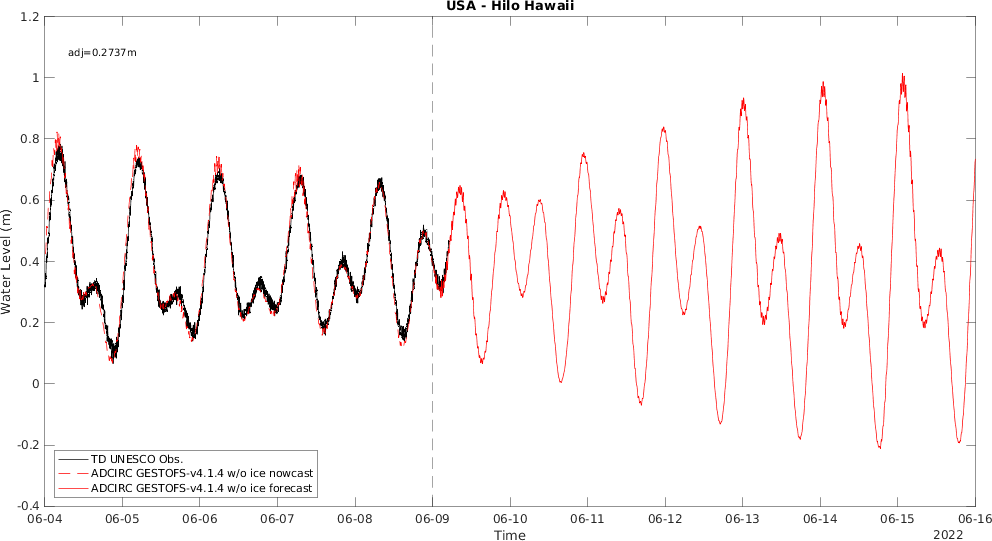 USA - Hilo Hawaii
adj=0.2737m
1.2
1
0.8
0.6
0.4
0.2
0
-0.2
-0.4
Water Level (m)
TD UNESCO Obs.
ADCIRC GESTOFS-v4.1.4 w/o ice nowcast
ADCIRC GESTOFS-v4.1.4 w/o ice forecast
06-04 06-05 06-06 06-07 06-08 06-09 06-10 06-11 06-12 06-13 06-14 06-15 06-16
Time
2022